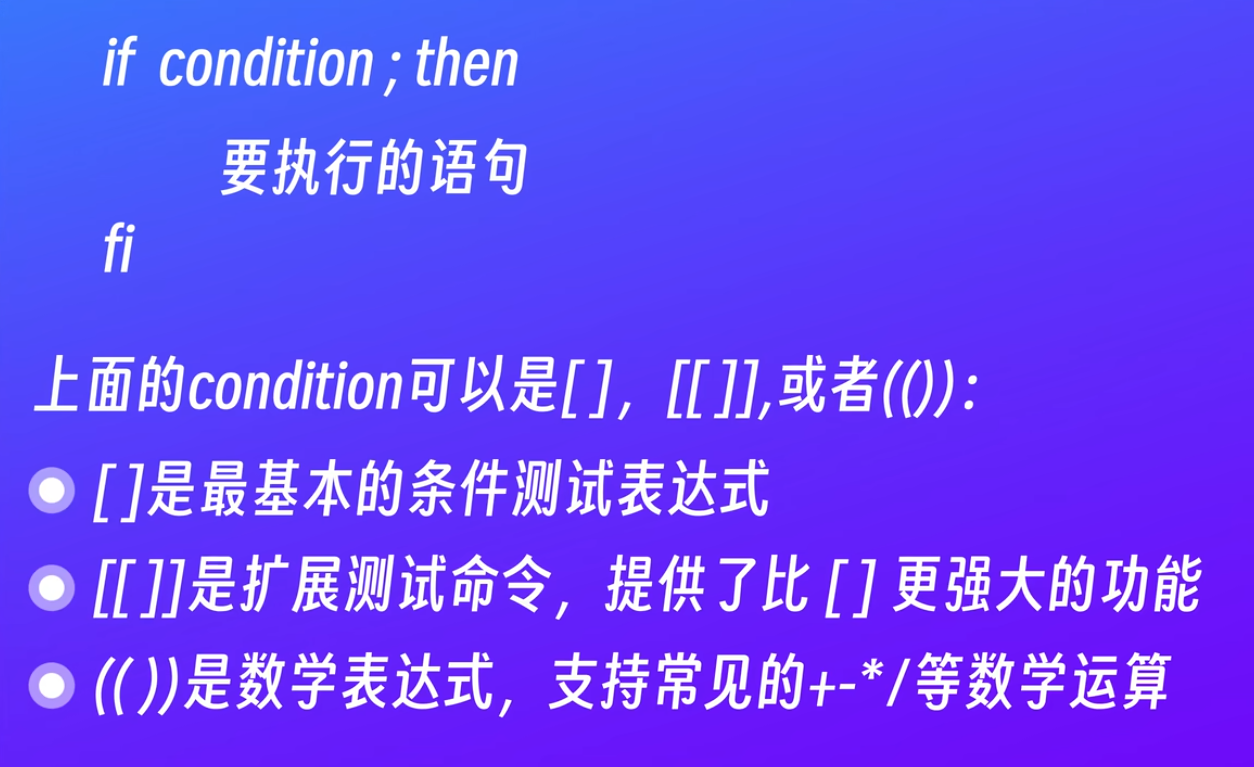 if condition ; then
要执行的语句
fi
上面的condition可以是[ ]，[[ ]],或者(())：
[ ]是最基本的条件测试表达式
[[ ]]是扩展测试命令，提供了比 [ ] 更强大的功能
(( ))是数学表达式，支持常见的+-*/等数学运算